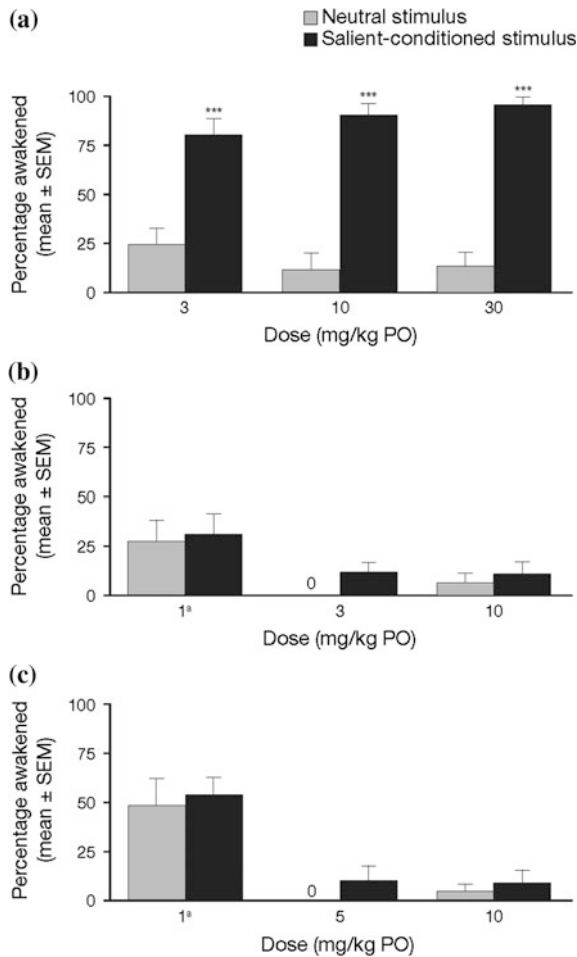 (a)
Neutral stimulus
Salient-conditioned stimulus
Percentage awakened
(mean ± SEM)
100
75
50
25
0
***
***
***
3 10 30
Dose (mg/kg PO)
(b)
Percentage awakened
(mean ± SEM)
100
75
50
25
0
0
1ᵃ 3 10
Dose (mg/kg PO)
(c)
Percentage awakened
(mean ± SEM)
100
75
50
25
0
0
1ᵃ 5 10
Dose (mg/kg PO)